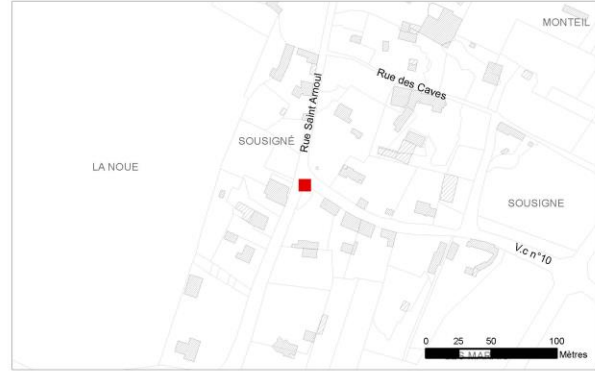 MONTEIL
Rue des Caves
Rue Saint Arnoul
SOUSIGNÉ
LA NOUE
SOUSIGNE
V.c n°10
0 25 50 100
Mètres